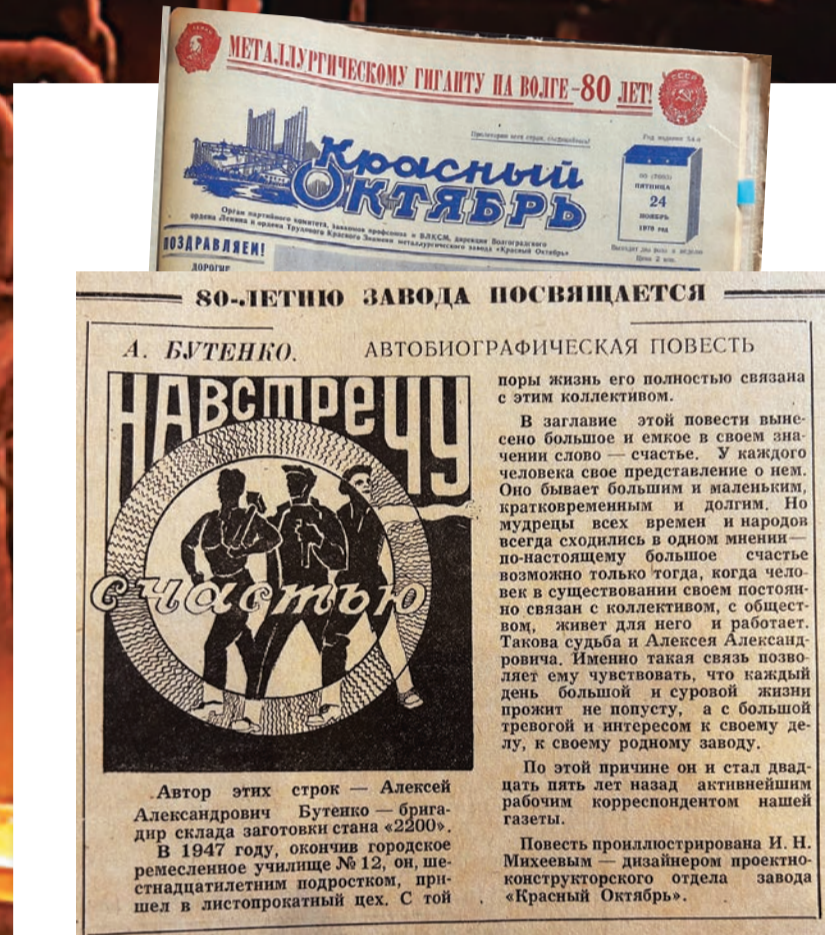 МЕТАЛЛУРГИЧЕСКОМУ ГИГАНТУ НА ВОЛГЕ – 80 ЛЕТ!
Пролетарии всех стран, соединяйтесь!
Год издания 54-й
Красный
ОКТЯБРЬ
ПЯТНИЦА
24
НОЯБРЬ
1978 год
Выходит два раза в неделю
Цена 2 коп.
Орган партийного комитета, завкомов профсоюза и ВЛКСМ, дирекции Волгоградского
ордена Ленина и ордена Трудового Красного Знамени металлургического завода «Красный Октябрь»
ПОЗДРАВЛЯЕМ!
ДОРОГИЕ
80-ЛЕТИЮ ЗАВОДА ПОСВЯЩАЕТСЯ
А. БУТЕНКО.
АВТОБИОГРАФИЧЕСКАЯ ПОВЕСТЬ
НАВСТРЕЧУ
счастью
Автор этих строк — Алексей
Александрович Бутенко — брига-
дир склада заготовки стана «2200».
В 1947 году, окончив городское
ремесленное училище № 12, он, ше-
стнадцатилетним подростком, при-
шел в листопрокатный цех. С той
поры жизнь его полностью связана
с этим коллективом.
В заглавие этой повести выне-
сено большое и емкое в своем зна-
чении слово — счастье. У каждого
человека свое представление о нем.
Оно бывает большим и маленьким,
кратковременным и долгим. Но
мудрецы всех времен и народов
всегда сходились в одном мнении—
по-настоящему большое счастье
возможно только тогда, когда чело-
век в существовании своем постоян-
но связан с коллективом, с общест-
вом, живет для него и работает.
Такова судьба и Алексея Александ-
ровича. Именно такая связь позво-
ляет ему чувствовать, что каждый
день большой и суровой жизни
прожит не попусту, а с большой
тревогой и интересом к своему де-
лу, к своему родному заводу.
По этой причине он и стал двад-
цать пять лет назад активнейшим
рабочим корреспондентом нашей
газеты.
Повесть проиллюстрирована И. Н.
Михеевым — дизайнером проектно-
конструкторского отдела завода
«Красный Октябрь».